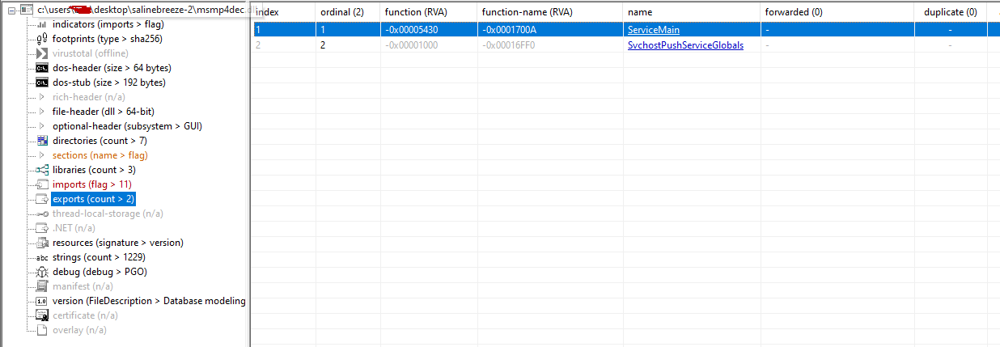 c:\users\ \desktop\salinebreeze-2\msmp4dec.dl
indicators (imports > flag)
footprints (type > sha256)
virustotal (offline)
dos-header (size > 64 bytes)
dos-stub (size > 192 bytes)
rich-header (n/a)
file-header (dll > 64-bit)
optional-header (subsystem > GUI)
directories (count > 7)
sections (name > flag)
libraries (count > 3)
imports (flag > 11)
exports (count > 2)
thread-local-storage (n/a)
.NET (n/a)
resources (signature > version)
abc strings (count > 1229)
debug (debug > PGO)
manifest (n/a)
1.0 version (FileDescription > Database modeling
certificate (n/a)
overlay (n/a)
index ordinal (2) function (RVA) function-name (RVA) name forwarded (0) duplicate (0)
1 1 -0x00005430 -0x0001700A ServiceMain - -
2 2 -0x00001000 -0x00016FF0 SvchostPushServiceGlobals - -